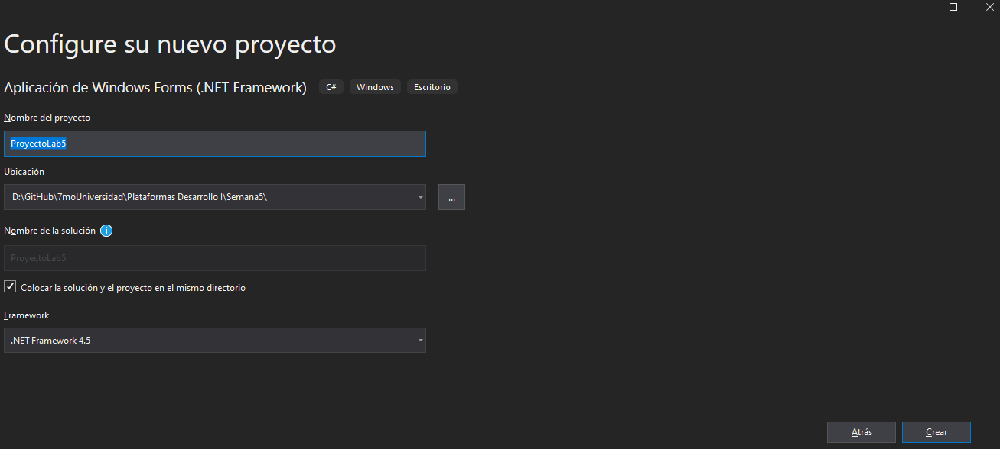 Configure su nuevo proyecto
Aplicación de Windows Forms (.NET Framework) C# Windows Escritorio
Nombre del proyecto
ProyectoLab5
Ubicación
D:\GitHub\7moUniversidad\Plataformas Desarrollo I\Semana5\
...
Nombre de la solución
ProyectoLab5
Colocar la solución y el proyecto en el mismo directorio
Framework
.NET Framework 4.5
Atrás Crear